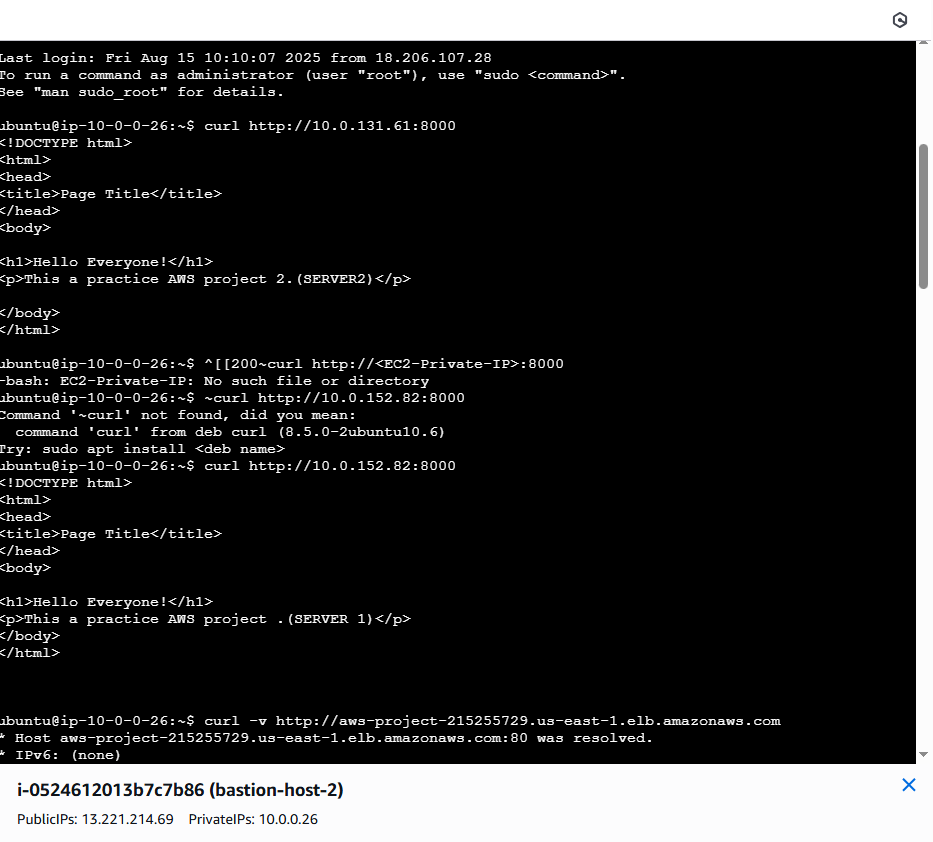 Last login: Fri Aug 15 10:10:07 2025 from 18.206.107.28
To run a command as administrator (user "root"), use "sudo <command>".
See "man sudo_root" for details.
ubuntu@ip-10-0-0-26:~$ curl http://10.0.131.61:8000
<!DOCTYPE html>
<html>
<head>
<title>Page Title</title>
</head>
<body>
<h1>Hello Everyone!</h1>
<p>This a practice AWS project 2.(SERVER2)</p>
</body>
</html>
ubuntu@ip-10-0-0-26:~$ ^[[200~curl http://<EC2-Private-IP>:8000
-bash: EC2-Private-IP: No such file or directory
ubuntu@ip-10-0-0-26:~$ ~curl http://10.0.152.82:8000
Command '~curl' not found, did you mean:
  command 'curl' from deb curl (8.5.0-2ubuntu10.6)
Try: sudo apt install <deb name>
ubuntu@ip-10-0-0-26:~$ curl http://10.0.152.82:8000
<!DOCTYPE html>
<html>
<head>
<title>Page Title</title>
</head>
<body>
<h1>Hello Everyone!</h1>
<p>This a practice AWS project .(SERVER 1)</p>
</body>
</html>
ubuntu@ip-10-0-0-26:~$ curl -v http://aws-project-215255729.us-east-1.elb.amazonaws.com
* Host aws-project-215255729.us-east-1.elb.amazonaws.com:80 was resolved.
* IPv6: (none)
i-0524612013b7c7b86 (bastion-host-2)
PublicIPs: 13.221.214.69 PrivateIPs: 10.0.0.26